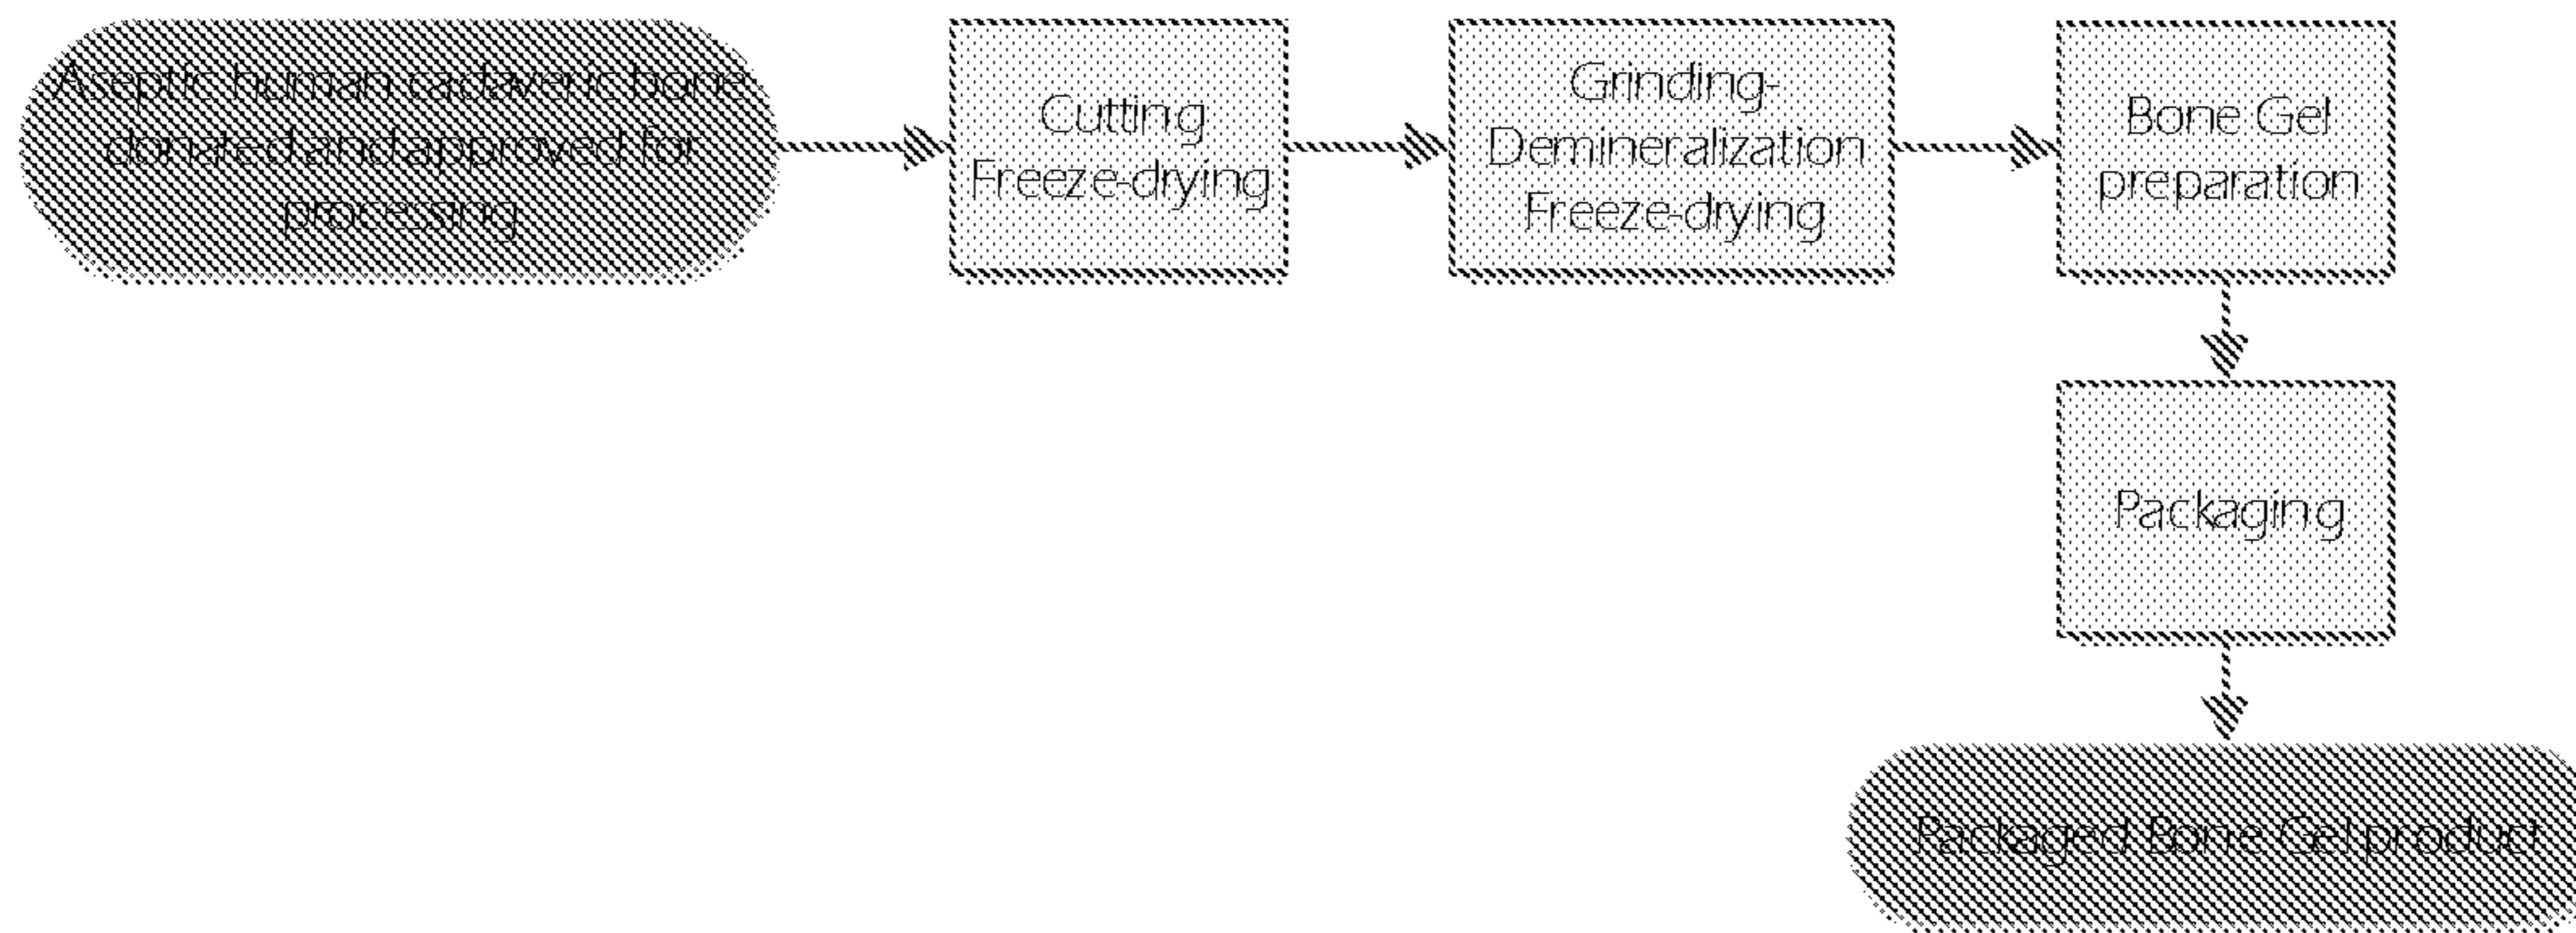 Aseptic human cadaveric bone
donated and approved for
processing
Cutting
Freeze-drying
Grinding-
Demineralization
Freeze-drying
Bone Gel
preparation
Packaging
Packaged Bone Gel product